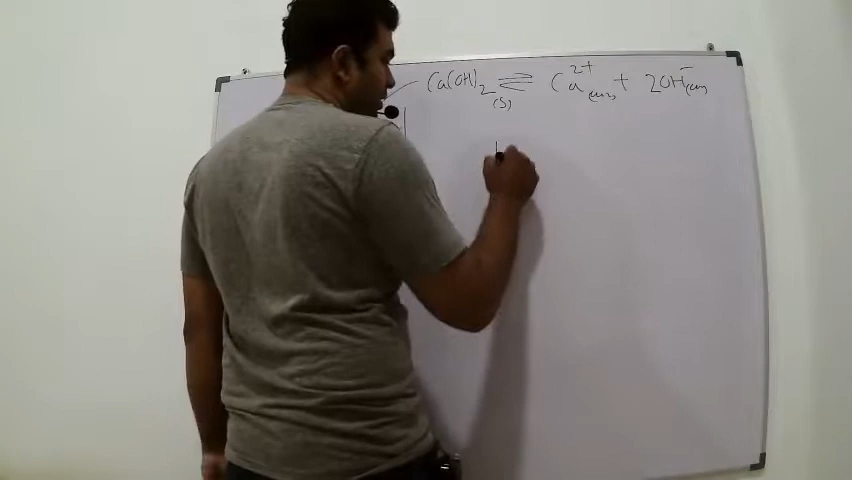 Ca(OH)₂(s) ⇌ Ca²⁺(aq) + 2OH⁻(aq)